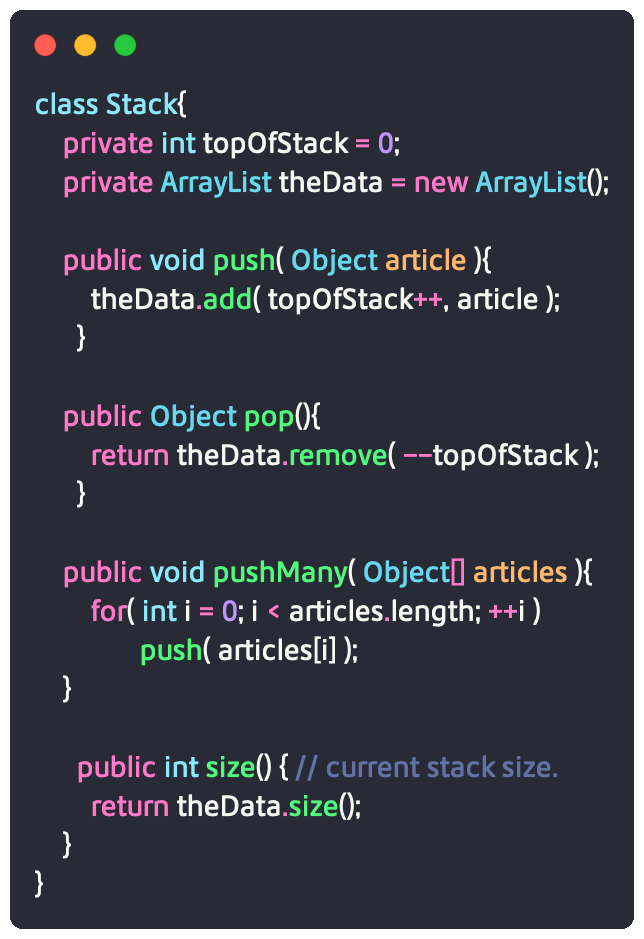 class Stack{
    private int topOfStack = 0;
    private ArrayList theData = new ArrayList();

    public void push( Object article ){
        theData.add( topOfStack++, article );
      }

    public Object pop(){
        return theData.remove( --topOfStack );
      }

    public void pushMany( Object[] articles ){
        for( int i = 0; i < articles.length; ++i )
              push( articles[i] );
    }

      public int size() { // current stack size.
        return theData.size();
    }
}